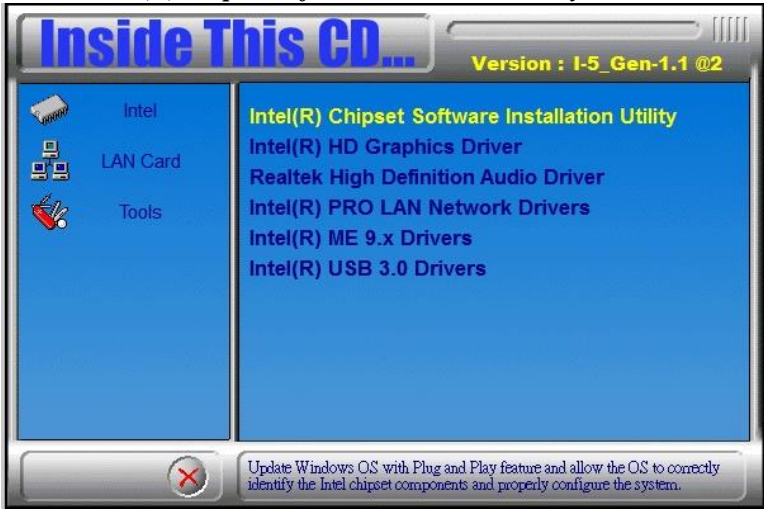 Inside This CD...
Version : I-5_Gen-1.1 @2
Intel
LAN Card
Tools
Intel(R) Chipset Software Installation Utility
Intel(R) HD Graphics Driver
Realtek High Definition Audio Driver
Intel(R) PRO LAN Network Drivers
Intel(R) ME 9.x Drivers
Intel(R) USB 3.0 Drivers
Update Windows OS with Plug and Play feature and allow the OS to correctly
identify the Intel chipset components and properly configure the system.